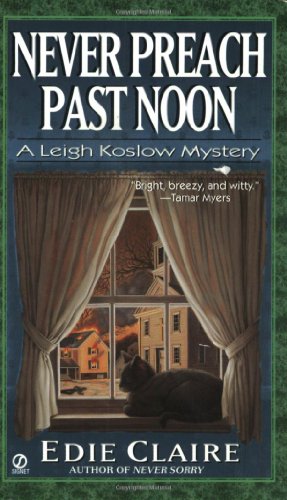 NEVER PREACH
PAST NOON
A Leigh Koslow Mystery
"Bright, breezy, and witty."
—Tamar Myers
SIGNET
EDIE CLAIRE
AUTHOR OF NEVER SORRY